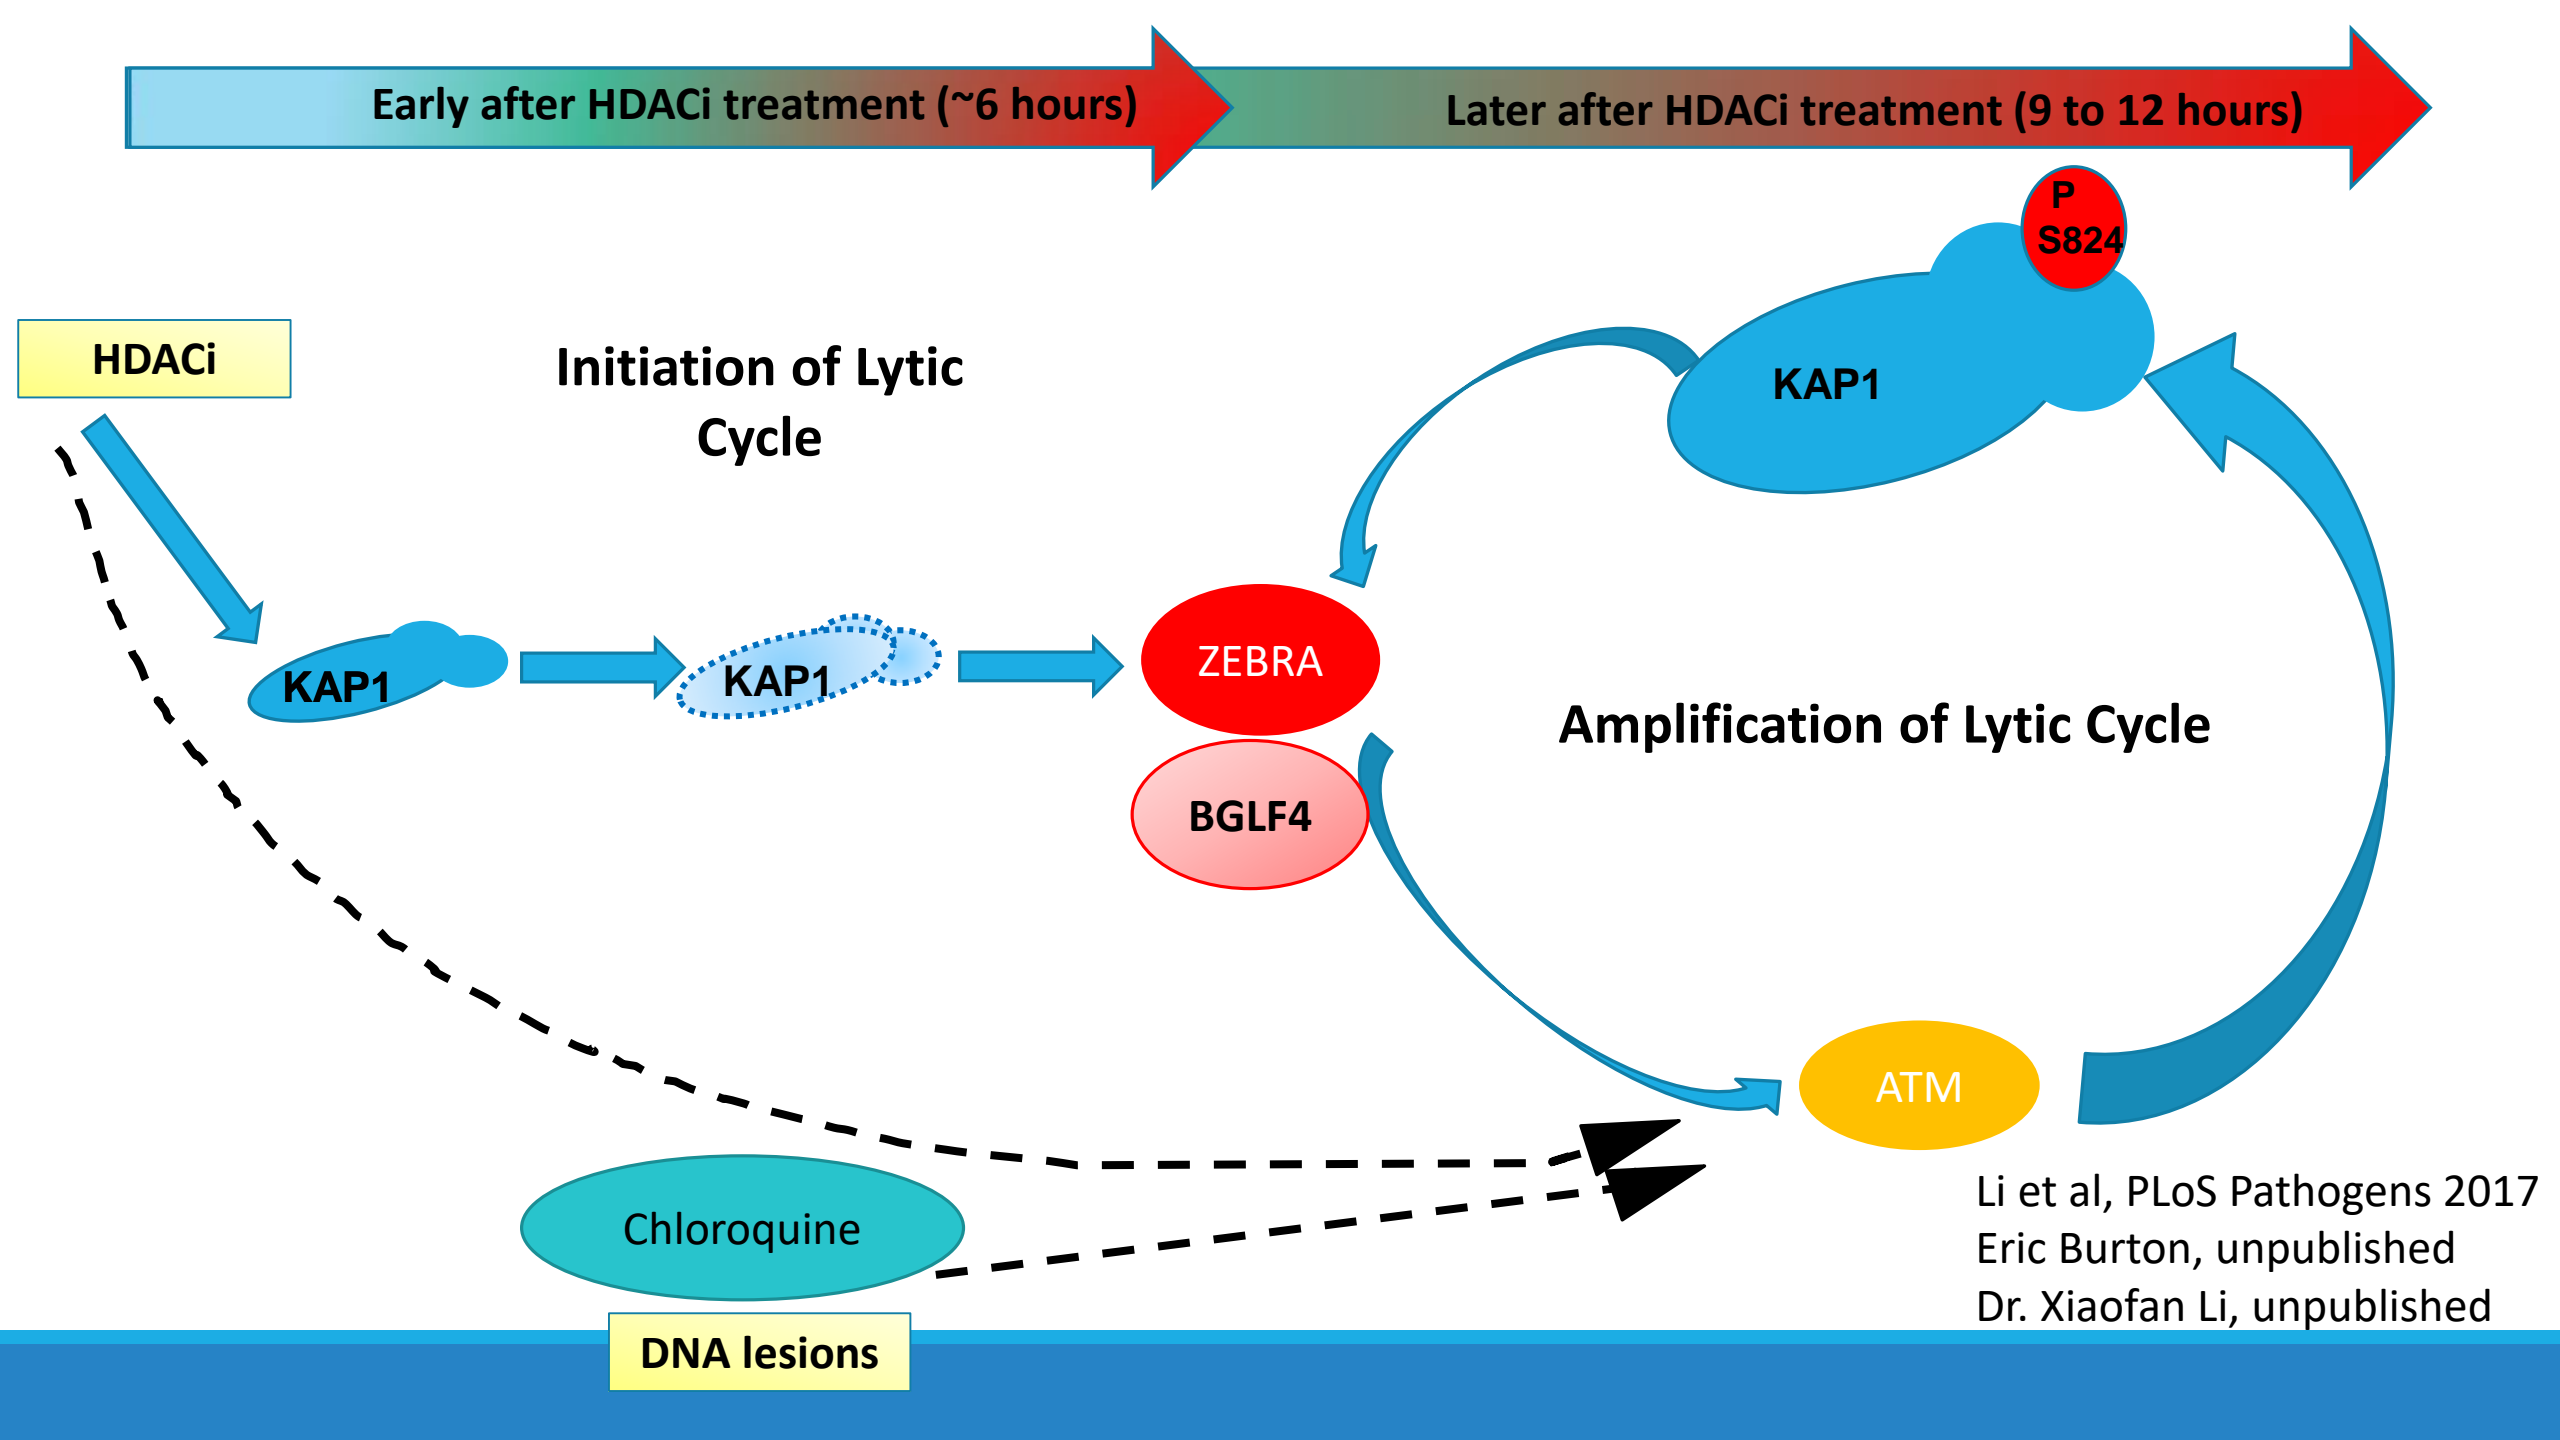 Early after HDACi treatment (~6 hours)
Later after HDACi treatment (9 to 12 hours)
P
S824
HDACi
Initiation of Lytic
Cycle
KAP1
KAP1
KAP1
ZEBRA
BGLF4
Amplification of Lytic Cycle
ATM
Chloroquine
DNA lesions
Li et al, PLoS Pathogens 2017
Eric Burton, unpublished
Dr. Xiaofan Li, unpublished